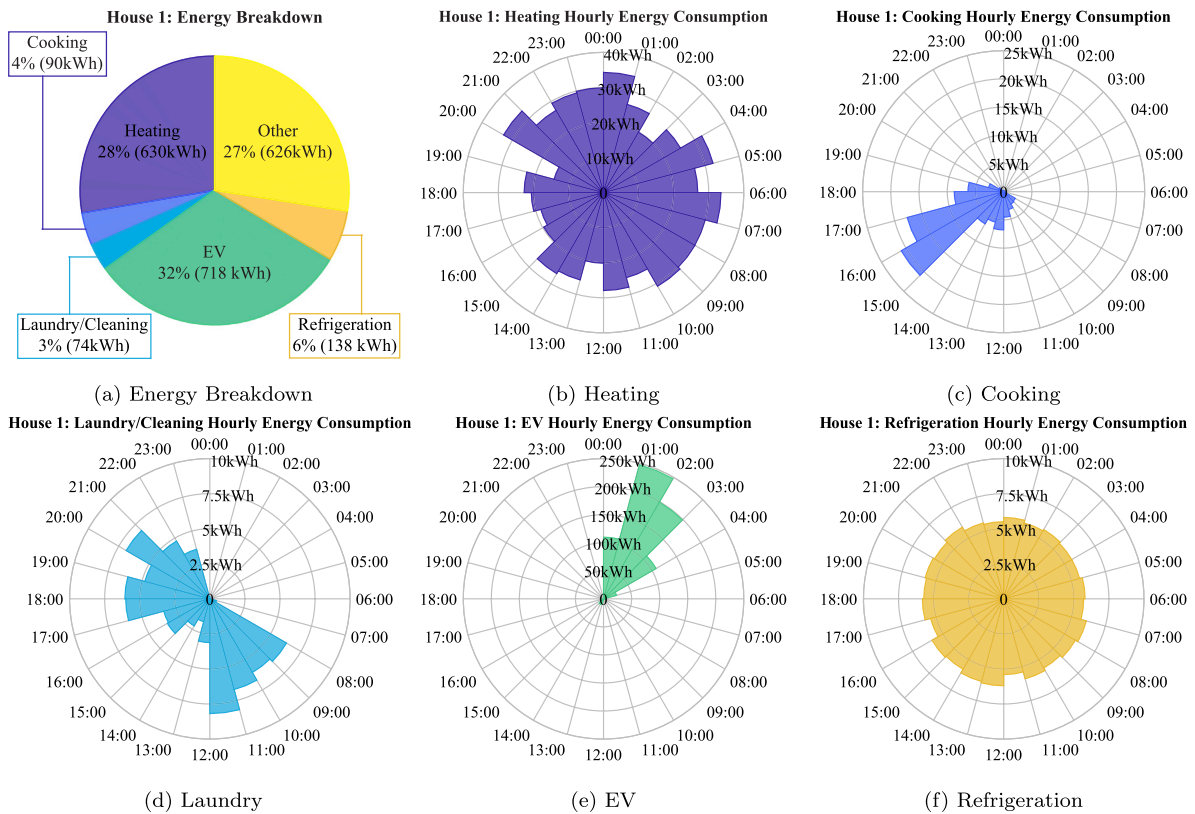 House 1: Energy Breakdown
Cooking
4% (90kWh)
Heating
28% (630kWh)
Other
27% (626kWh)
EV
32% (718 kWh)
Laundry/Cleaning
3% (74kWh)
Refrigeration
6% (138 kWh)
(a) Energy Breakdown
House 1: Heating Hourly Energy Consumption
00:00
01:00
02:00
03:00
04:00
05:00
06:00
07:00
08:00
09:00
10:00
11:00
12:00
13:00
14:00
15:00
16:00
17:00
18:00
19:00
20:00
21:00
22:00
23:00
40kWh
30kWh
20kWh
10kWh
0
(b) Heating
House 1: Cooking Hourly Energy Consumption
00:00
01:00
02:00
03:00
04:00
05:00
06:00
07:00
08:00
09:00
10:00
11:00
12:00
13:00
14:00
15:00
16:00
17:00
18:00
19:00
20:00
21:00
22:00
23:00
25kWh
20kWh
15kWh
10kWh
5kWh
0
(c) Cooking
House 1: Laundry/Cleaning Hourly Energy Consumption
00:00
01:00
02:00
03:00
04:00
05:00
06:00
07:00
08:00
09:00
10:00
11:00
12:00
13:00
14:00
15:00
16:00
17:00
18:00
19:00
20:00
21:00
22:00
23:00
10kWh
7.5kWh
5kWh
2.5kWh
0
(d) Laundry
House 1: EV Hourly Energy Consumption
00:00
01:00
02:00
03:00
04:00
05:00
06:00
07:00
08:00
09:00
10:00
11:00
12:00
13:00
14:00
15:00
16:00
17:00
18:00
19:00
20:00
21:00
22:00
23:00
250kWh
200kWh
150kWh
100kWh
50kWh
0
(e) EV
House 1: Refrigeration Hourly Energy Consumption
00:00
01:00
02:00
03:00
04:00
05:00
06:00
07:00
08:00
09:00
10:00
11:00
12:00
13:00
14:00
15:00
16:00
17:00
18:00
19:00
20:00
21:00
22:00
23:00
10kWh
7.5kWh
5kWh
2.5kWh
0
(f) Refrigeration